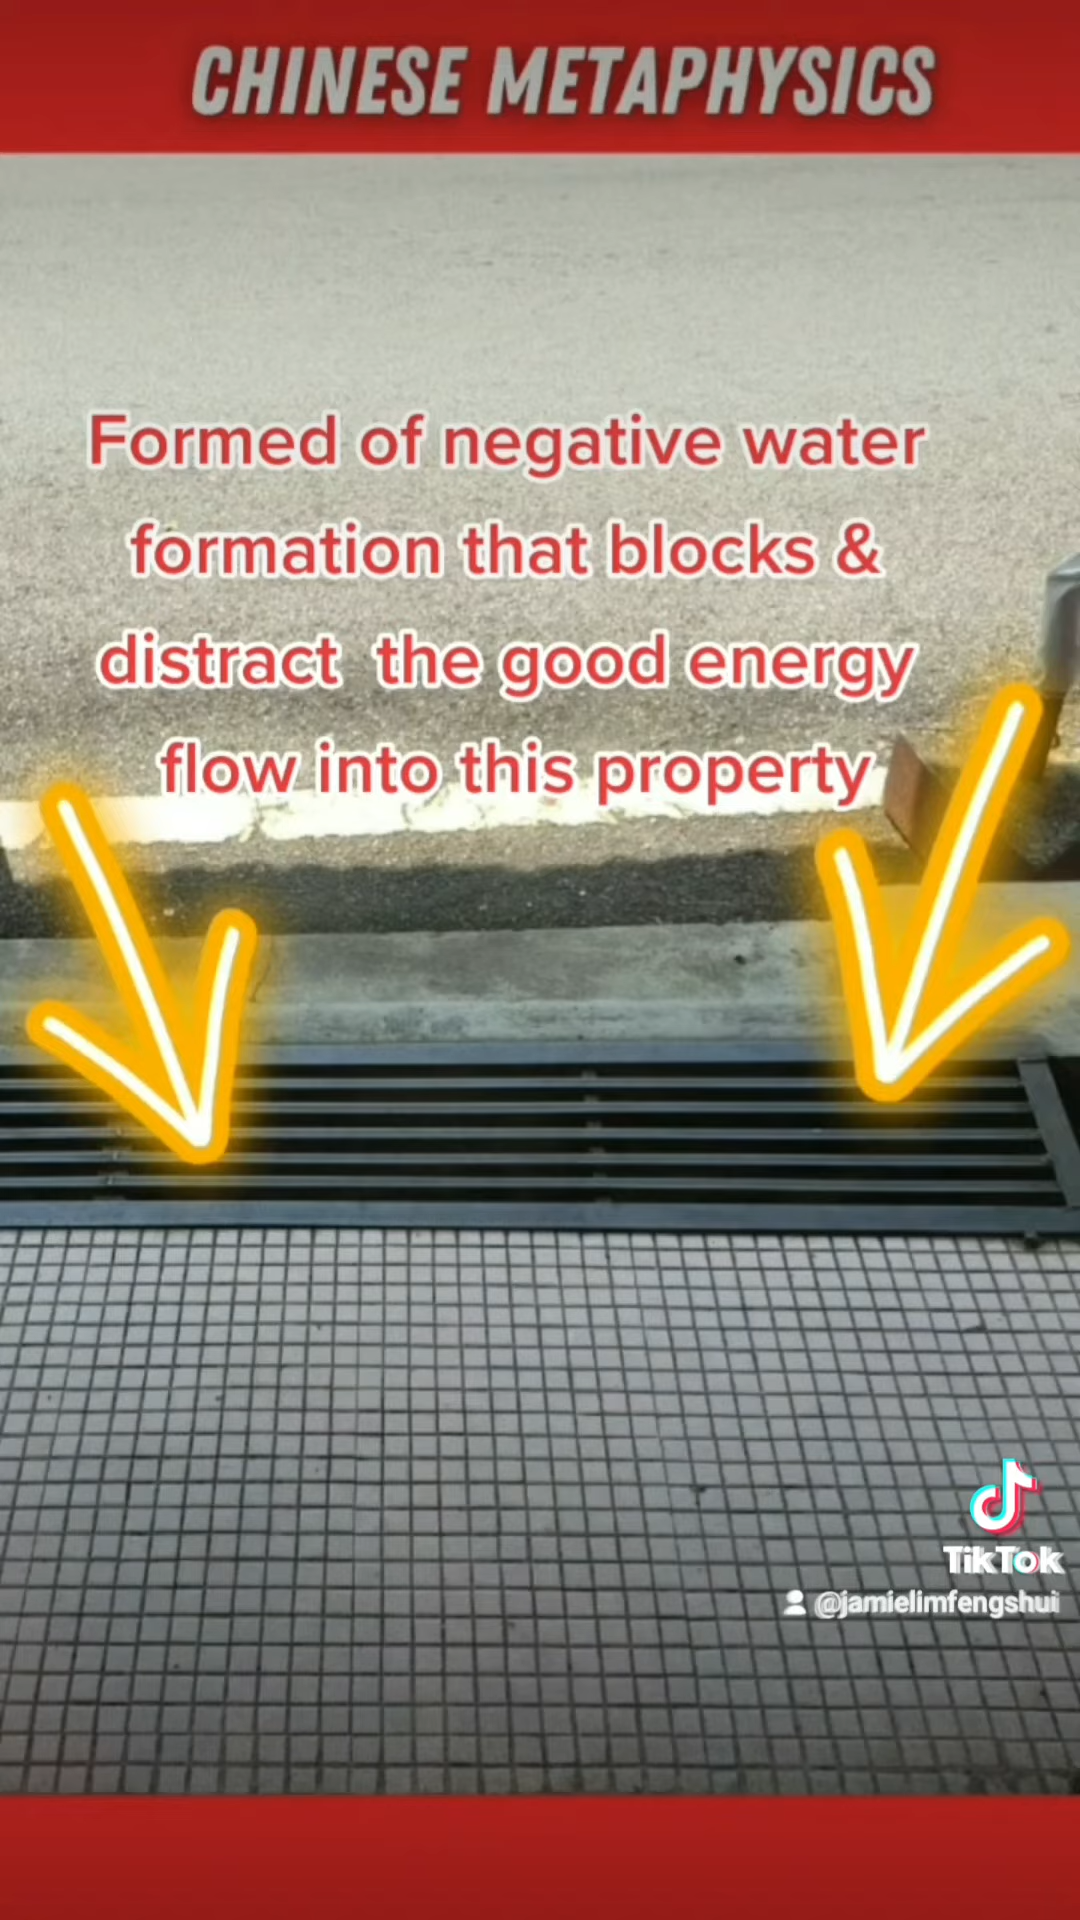 CHINESE METAPHYSICS
Formed of negative water
formation that blocks &
distract the good energy
flow into this property
TikTok
@jamielimfengshui